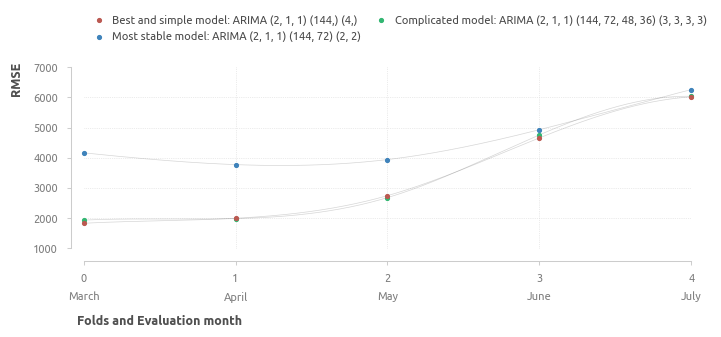 Best and simple model: ARIMA (2, 1, 1) (144,) (4,)
Complicated model: ARIMA (2, 1, 1) (144, 72, 48, 36) (3, 3, 3, 3)
Most stable model: ARIMA (2, 1, 1) (144, 72) (2, 2)
RMSE
7000
6000
5000
4000
3000
2000
1000
0 1 2 3 4
March April May June July
Folds and Evaluation month